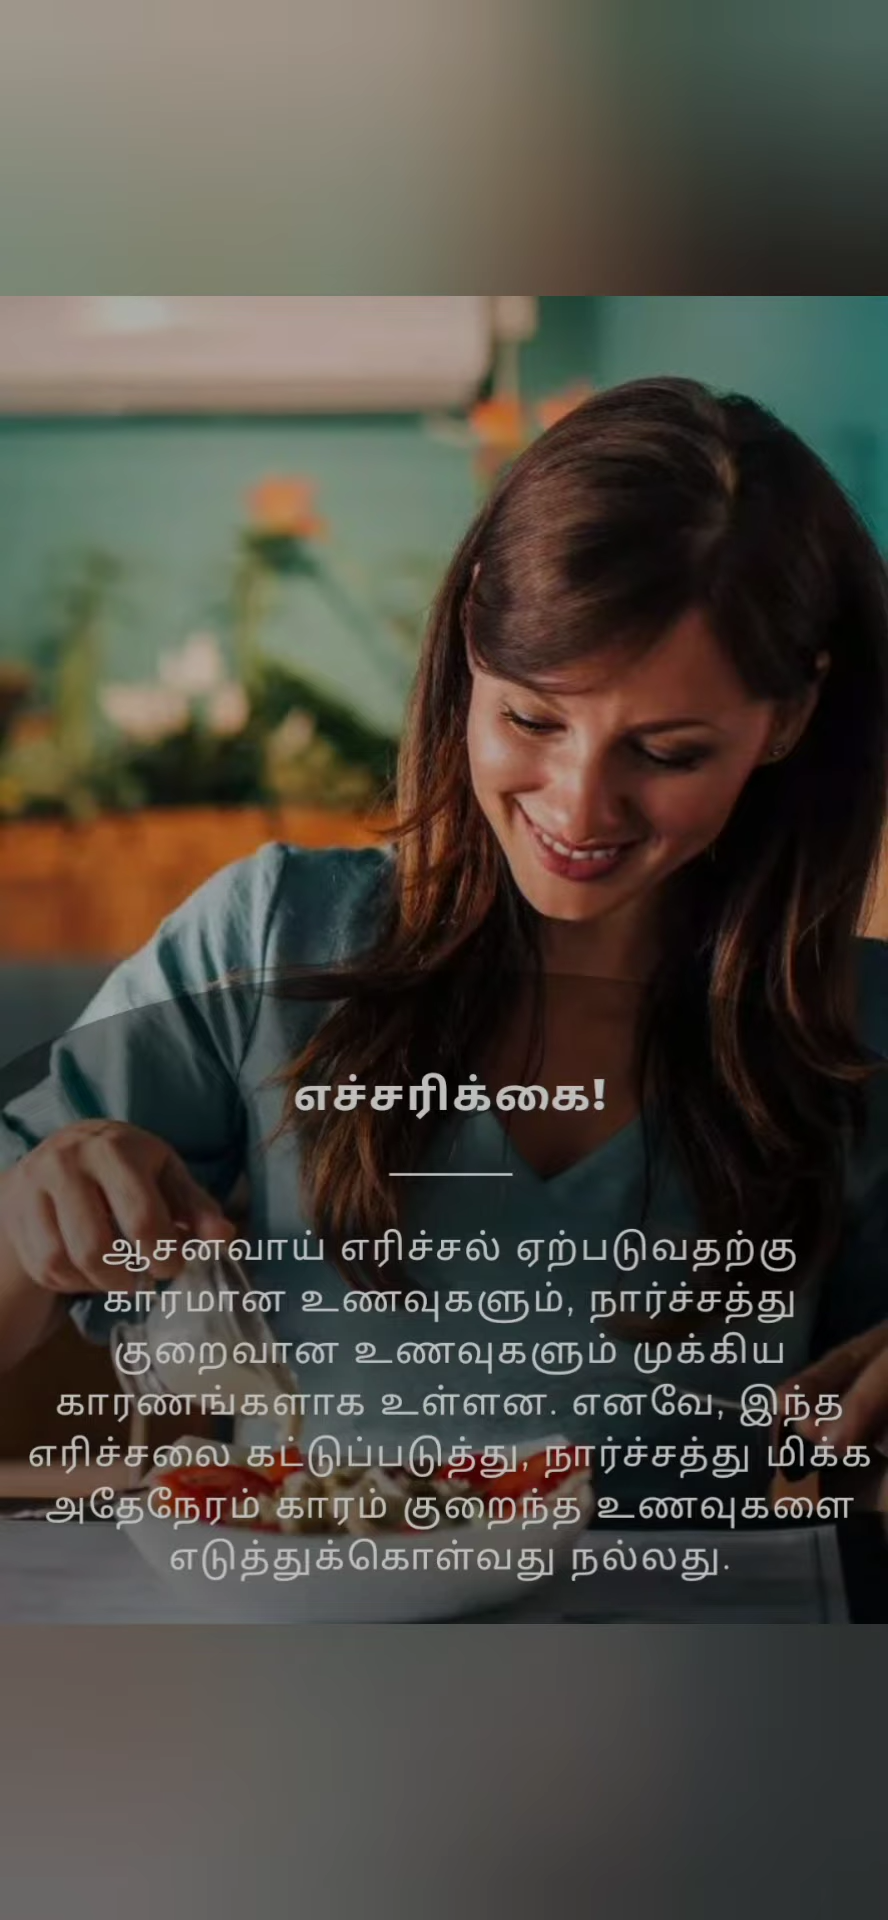 எச்சரிக்கை!
ஆசனவாய் எரிச்சல் ஏற்படுவதற்கு
காரமான உணவுகளும், நார்ச்சத்து
குறைவான உணவுகளும் முக்கிய
காரணங்களாக உள்ளன. எனவே, இந்த
எரிச்சலை கட்டுப்படுத்து, நார்ச்சத்து மிக்க
அதேநேரம் காரம் குறைந்த உணவுகளை
எடுத்துக்கொள்வது நல்லது.